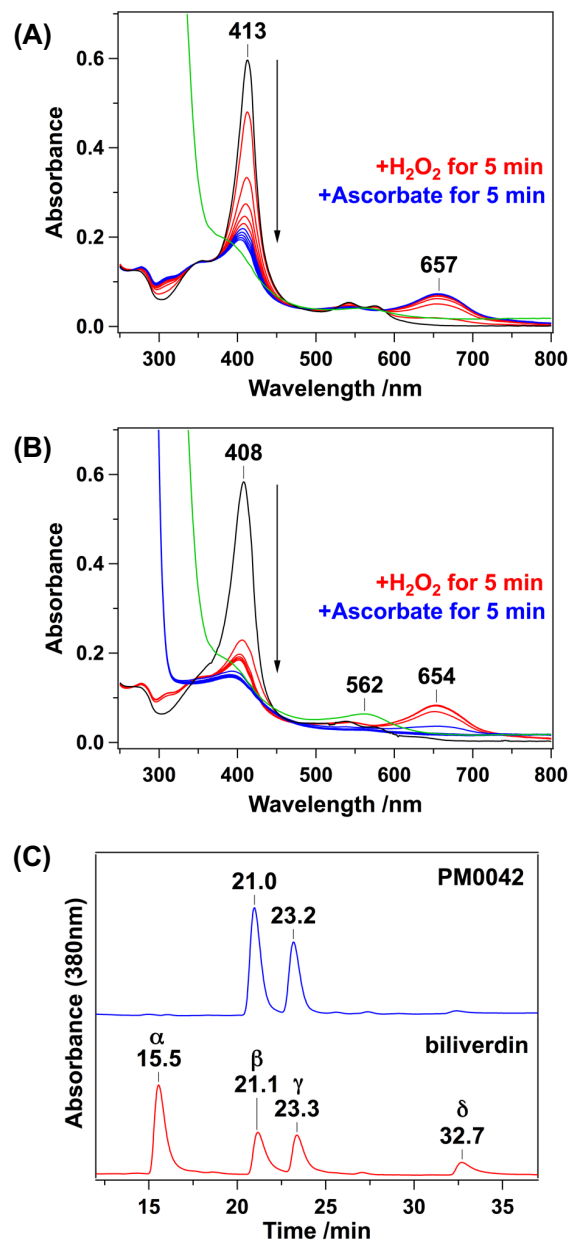 (A)
413
0.6
0.4
0.2
0.0
Absorbance
+H₂O₂ for 5 min
+Ascorbate for 5 min
657
300 400 500 600 700 800
Wavelength /nm
(B)
408
0.6
0.4
0.2
0.0
Absorbance
+H₂O₂ for 5 min
+Ascorbate for 5 min
562
654
300 400 500 600 700 800
Wavelength /nm
(C)
Absorbance (380nm)
PM0042
21.0
23.2
biliverdin
α
15.5
β
21.1
γ
23.3
δ
32.7
15 20 25 30 35
Time /min